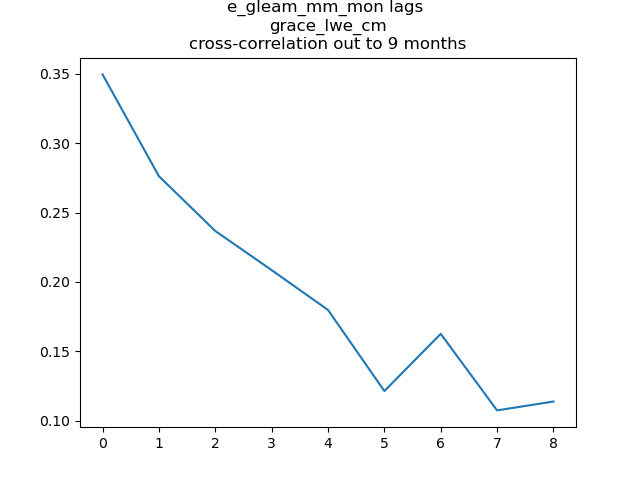 e_gleam_mm_mon lags
grace_lwe_cm
cross-correlation out to 9 months
0.35
0.30
0.25
0.20
0.15
0.10
0 1 2 3 4 5 6 7 8